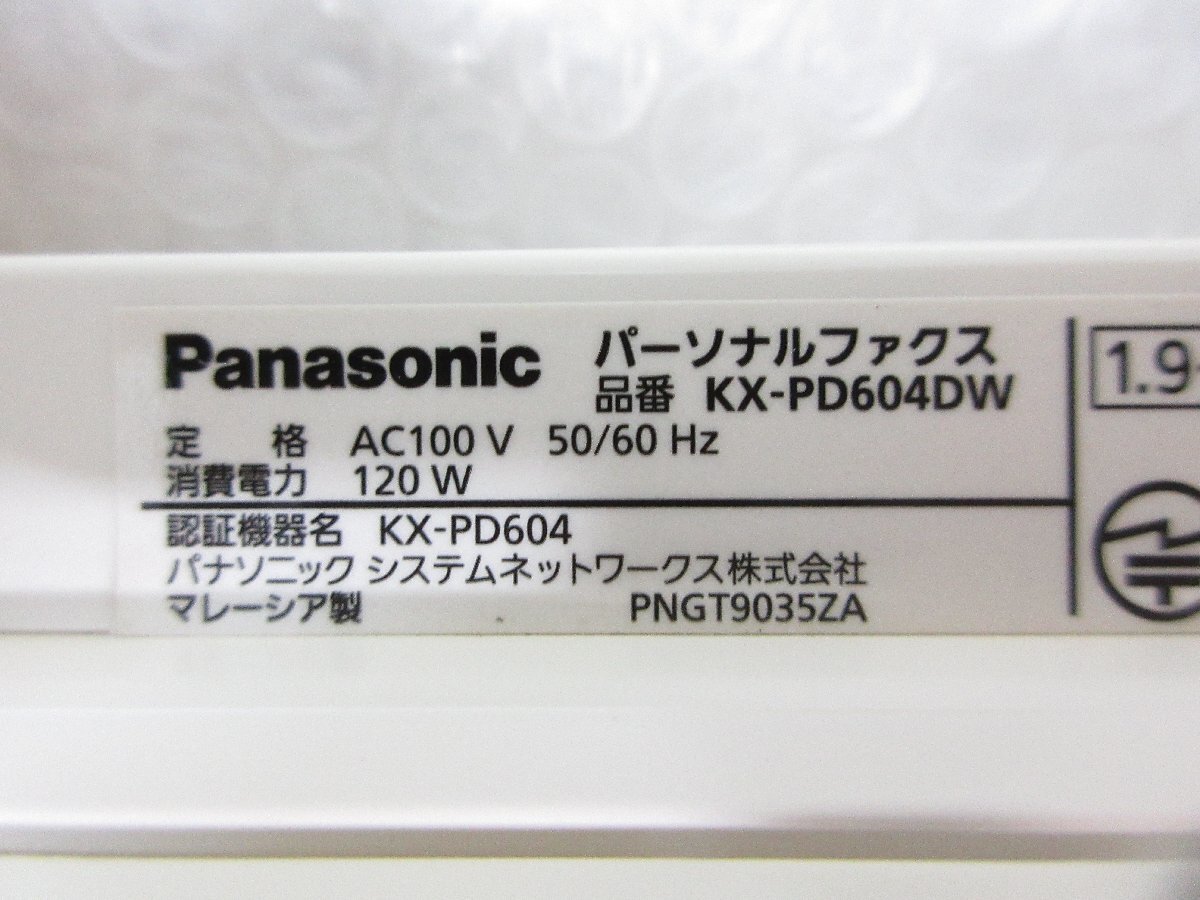 Panasonic パーソナルファクス
品番 KX-PD604DW
定 格 AC100 V 50/60 Hz
消費電力 120 W
認証機器名 KX-PD604
パナソニック システムネットワークス株式会社
マレーシア製 PNGT9035ZA
1.9